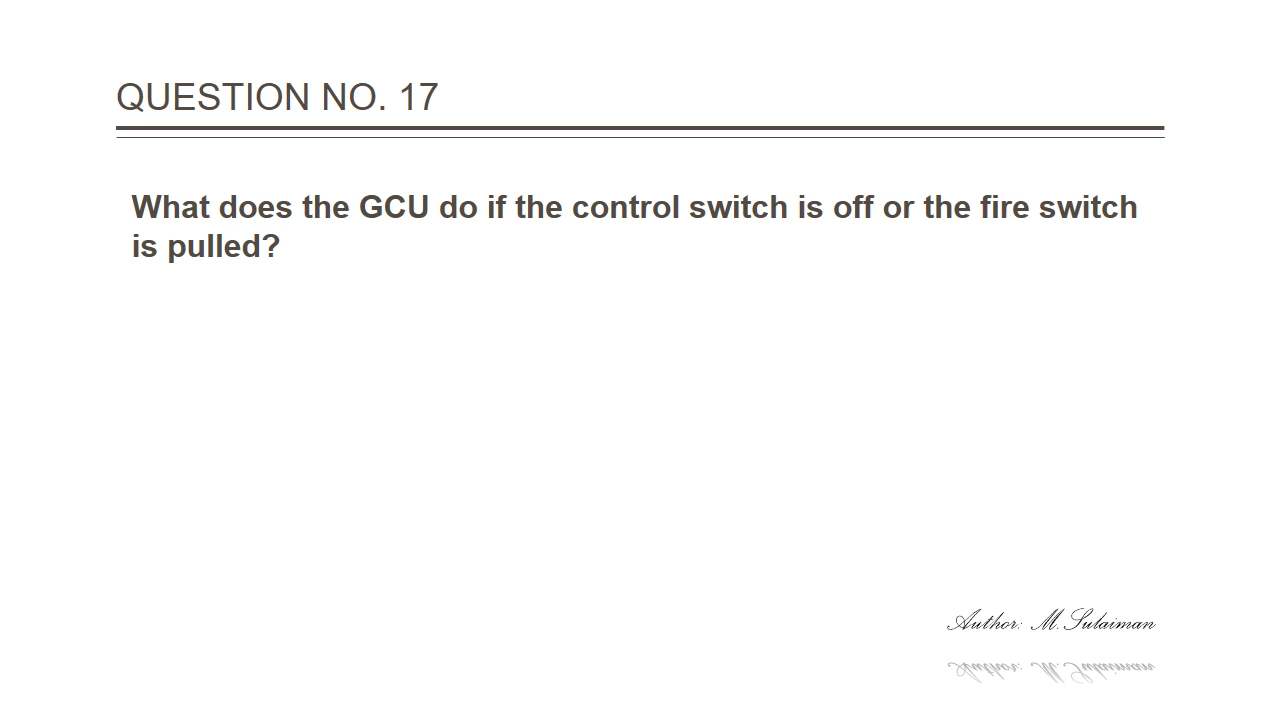 QUESTION NO. 17
What does the GCU do if the control switch is off or the fire switch
is pulled?
Author: M.Sulaiman